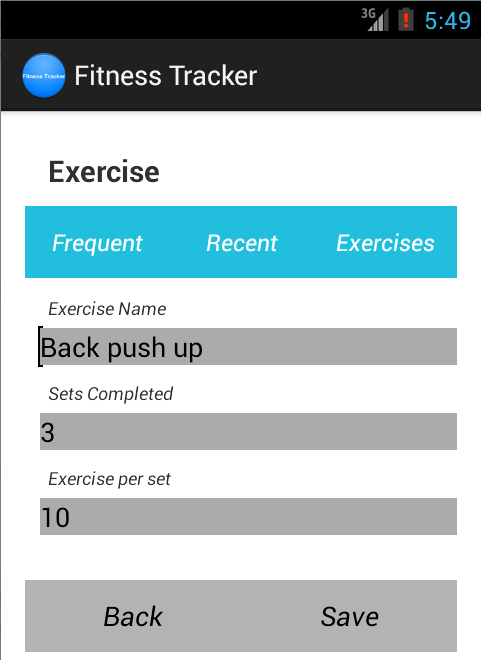 3G 5:49
Fitness Tracker Fitness Tracker
Exercise
Frequent Recent Exercises
Exercise Name
Back push up
Sets Completed
3
Exercise per set
10
Back Save